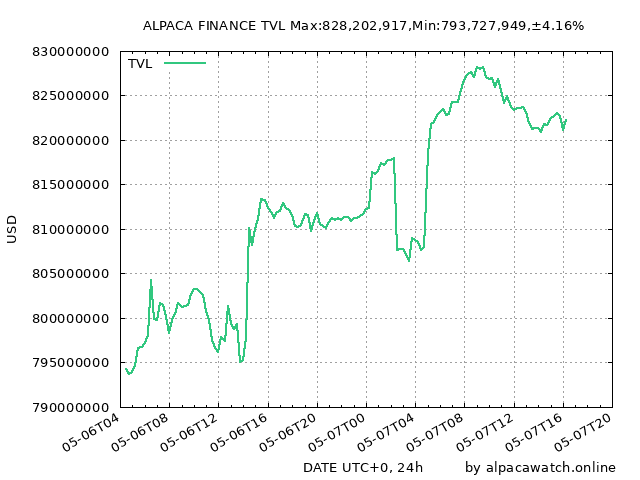 ALPACA FINANCE TVL Max:828,202,917,Min:793,727,949,±4.16%
TVL
830000000
825000000
820000000
815000000
810000000
805000000
800000000
795000000
790000000
USD
05-06T04
05-06T08
05-06T12
05-06T16
05-06T20
05-07T00
05-07T04
05-07T08
05-07T12
05-07T16
05-07T20
DATE UTC+0, 24h
by alpacawatch.online